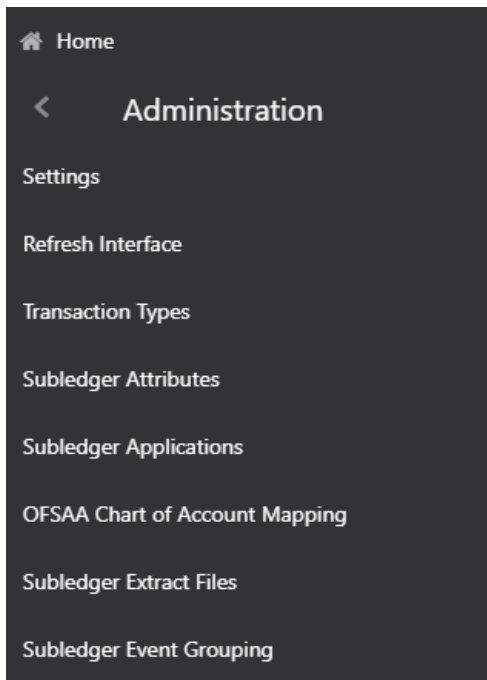 Home
Administration
Settings
Refresh Interface
Transaction Types
Subledger Attributes
Subledger Applications
OFSAA Chart of Account Mapping
Subledger Extract Files
Subledger Event Grouping